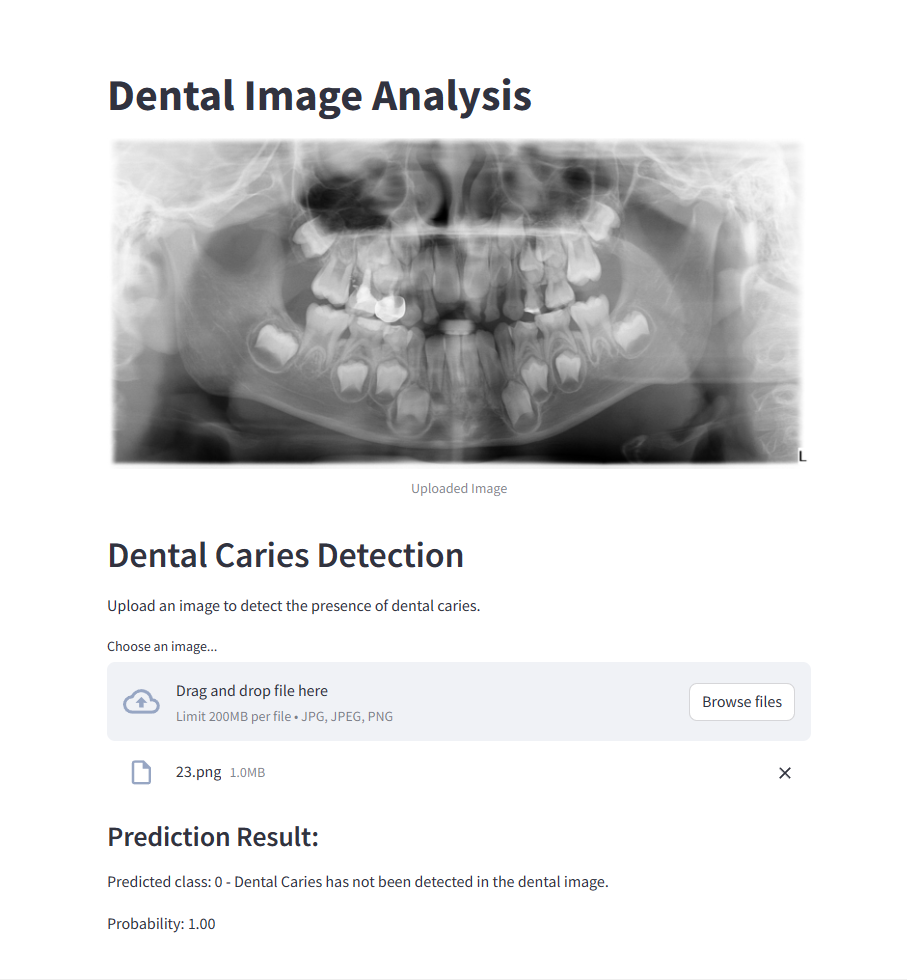 Dental Image Analysis
L
Uploaded Image
Dental Caries Detection
Upload an image to detect the presence of dental caries.
Choose an image...
Drag and drop file here
Limit 200MB per file • JPG, JPEG, PNG
Browse files
23.png 1.0MB
Prediction Result:
Predicted class: 0 - Dental Caries has not been detected in the dental image.
Probability: 1.00